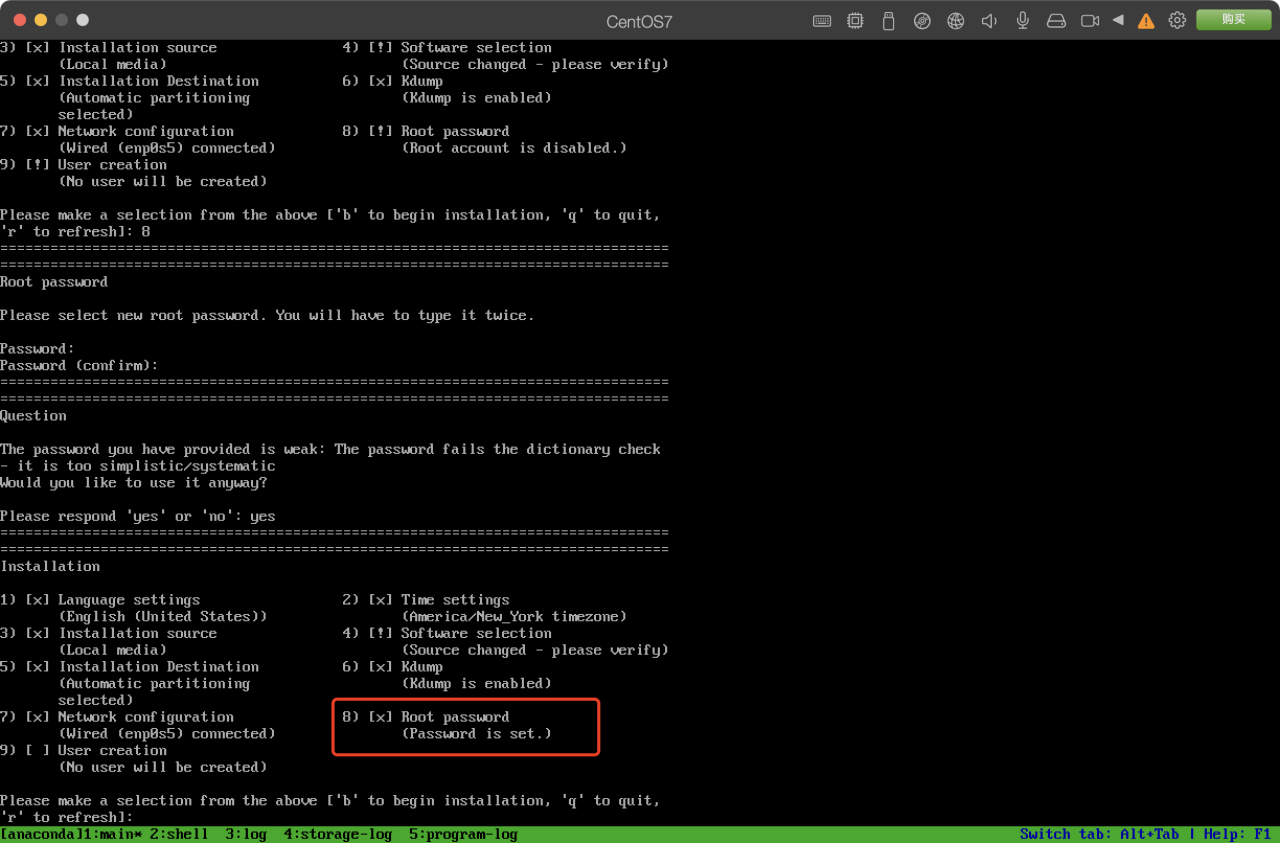 CentOS7
购买
3) [x] Installation source 4) [!] Software selection
(Local media) (Source changed - please verify)
5) [x] Installation Destination 6) [x] Kdump
(Automatic partitioning (Kdump is enabled)
selected)
7) [x] Network configuration 8) [!] Root password
(Wired (enp0s5) connected) (Root account is disabled.)
9) [!] User creation
(No user will be created)
Please make a selection from the above ['b' to begin installation, 'q' to quit,
'r' to refresh]: 8
================================================================================
================================================================================
Root password
Please select new root password. You will have to type it twice.
Password:
Password (confirm):
================================================================================
================================================================================
Question
The password you have provided is weak: The password fails the dictionary check
- it is too simplistic/systematic
Would you like to use it anyway?
Please respond 'yes' or 'no': yes
================================================================================
================================================================================
Installation
1) [x] Language settings 2) [x] Time settings
(English (United States)) (America/New_York timezone)
3) [x] Installation source 4) [!] Software selection
(Local media) (Source changed - please verify)
5) [x] Installation Destination 6) [x] Kdump
(Automatic partitioning (Kdump is enabled)
selected)
7) [x] Network configuration 8) [x] Root password
(Wired (enp0s5) connected) (Password is set.)
9) [ ] User creation
(No user will be created)
Please make a selection from the above ['b' to begin installation, 'q' to quit,
'r' to refresh]:
[anaconda]1:main* 2:shell 3:log 4:storage-log 5:program-log Switch tab: Alt+Tab | Help: F1